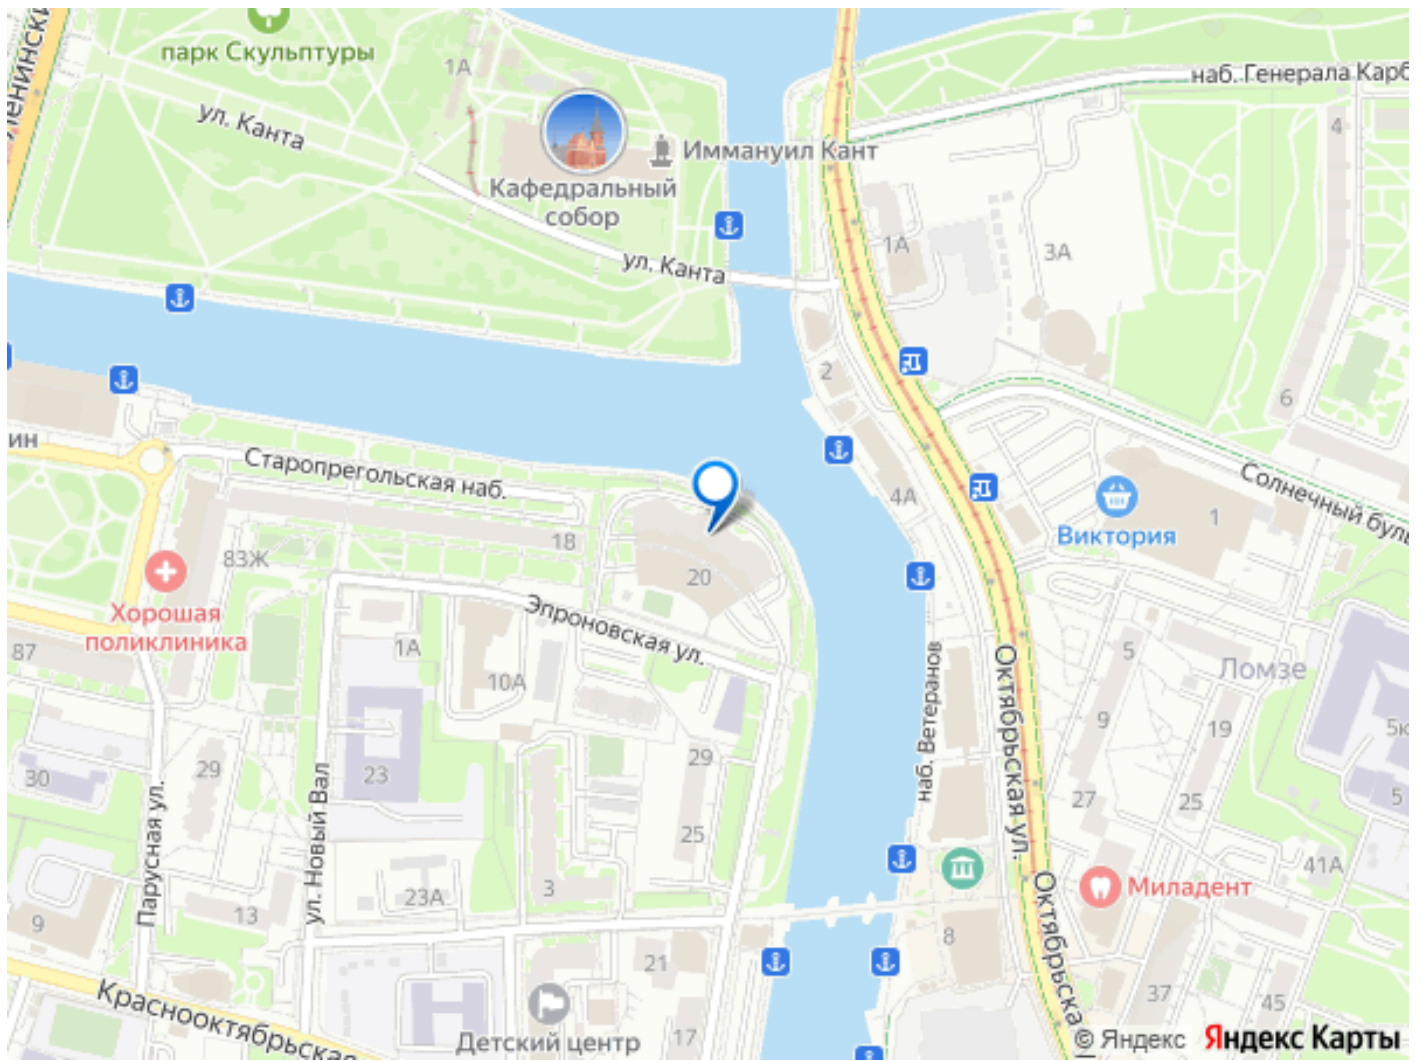 Ленински
парк Скульптуры
1А
наб. Генерала Карб
4
ул. Канта
Иммануил Кант
Кафедральный
собор
1А
3А
ул. Канта
2
6
ин
Старопрегольская наб.
4А
Солнечный буль
1
Виктория
18
83Ж
20
Хорошая
поликлиника
Эпроновская ул.
87
1А
10А
5
Ломзе
наб. Ветеранов
Октябрьская ул.
9
19
5к
29
30
29
23
27
25
5
25
Парусная ул.
ул. Новый Вал
3
23А
13
9
41А
Миладент
Октябрьска
8
21
37
45
Краснооктябрьская
17
Детский центр
© Яндекс Яндекс Карты